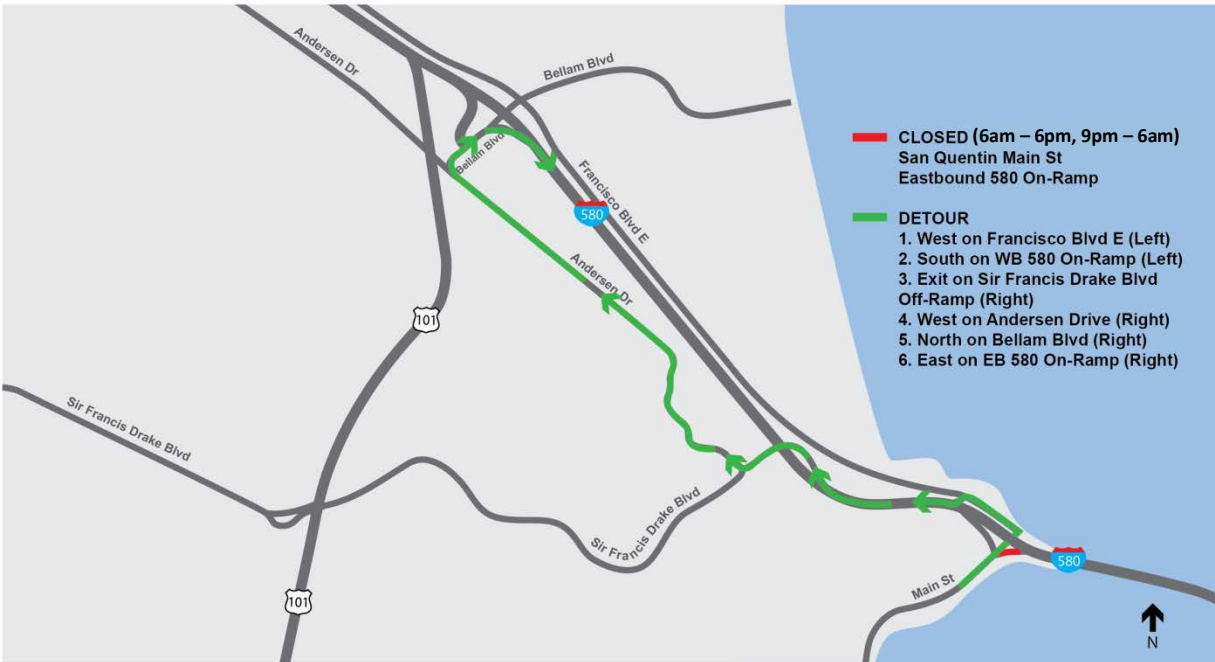 Andersen Dr
Bellam Blvd
Bellam Blvd
Francisco Blvd E
580
Andersen Dr
101
Sir Francis Drake Blvd
Sir Francis Drake Blvd
101
Main St
580
N
CLOSED (6am – 6pm, 9pm – 6am)
San Quentin Main St
Eastbound 580 On-Ramp
DETOUR
1. West on Francisco Blvd E (Left)
2. South on WB 580 On-Ramp (Left)
3. Exit on Sir Francis Drake Blvd
Off-Ramp (Right)
4. West on Andersen Drive (Right)
5. North on Bellam Blvd (Right)
6. East on EB 580 On-Ramp (Right)